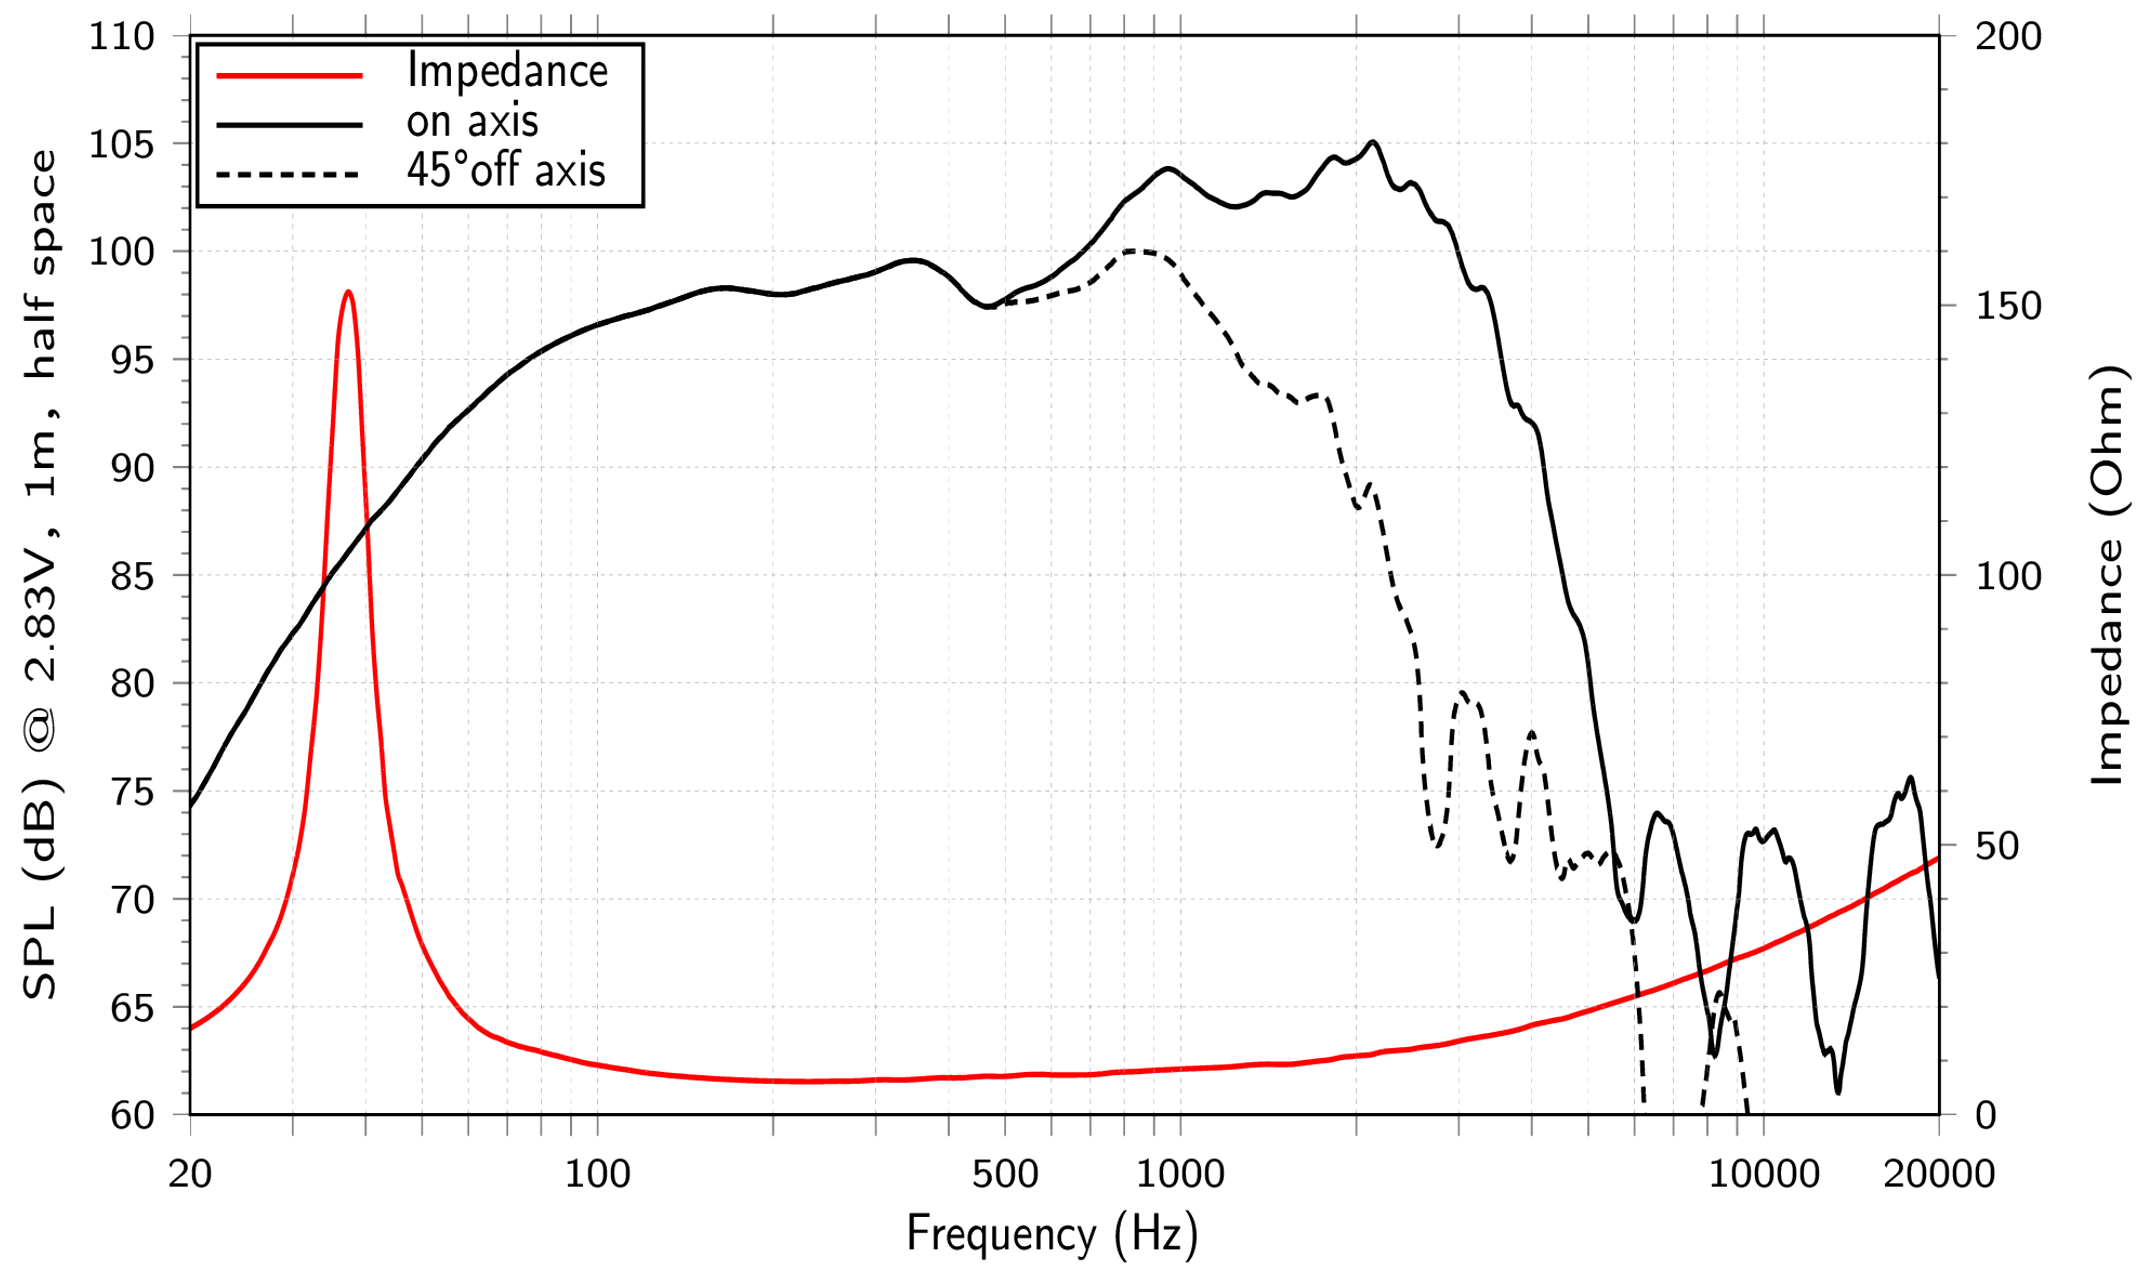 Impedance
on axis
45°off axis
110
105
100
95
90
85
80
75
70
65
60
SPL (dB) @ 2.83V, 1m, half space
200
150
100
50
0
Impedance (Ohm)
20 100 500 1000 10000 20000
Frequency (Hz)